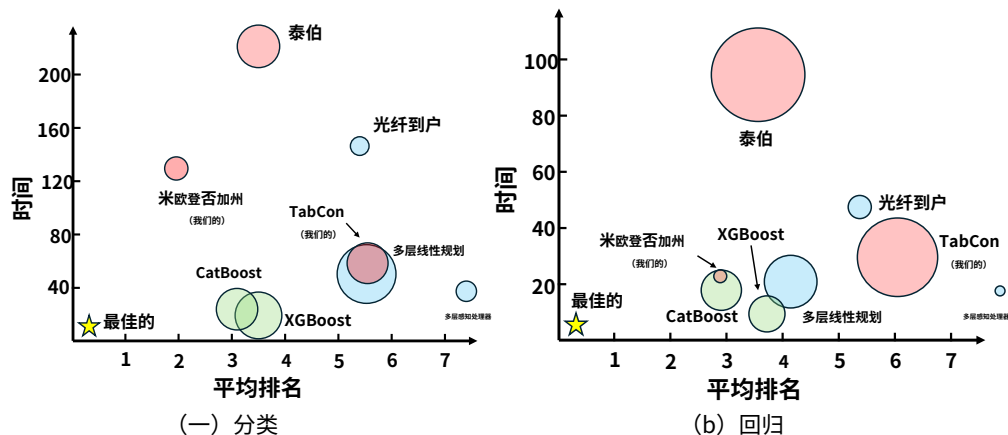 泰伯
200
光纤到户
160
120
米欧登否加州
（我们的）
时间
TabCon
（我们的）
80
多层线性规划
CatBoost
40
多层感知处理器
最佳的
XGBoost
1
2
3
4
5
6
7
平均排名
（一）分类
100
80
泰伯
60
时间
光纤到户
40
米欧登否加州
（我们的）
XGBoost
TabCon
（我们的）
20
最佳的
CatBoost
多层线性规划
多层感知处理器
1
2
3
4
5
6
7
平均排名
（b）回归